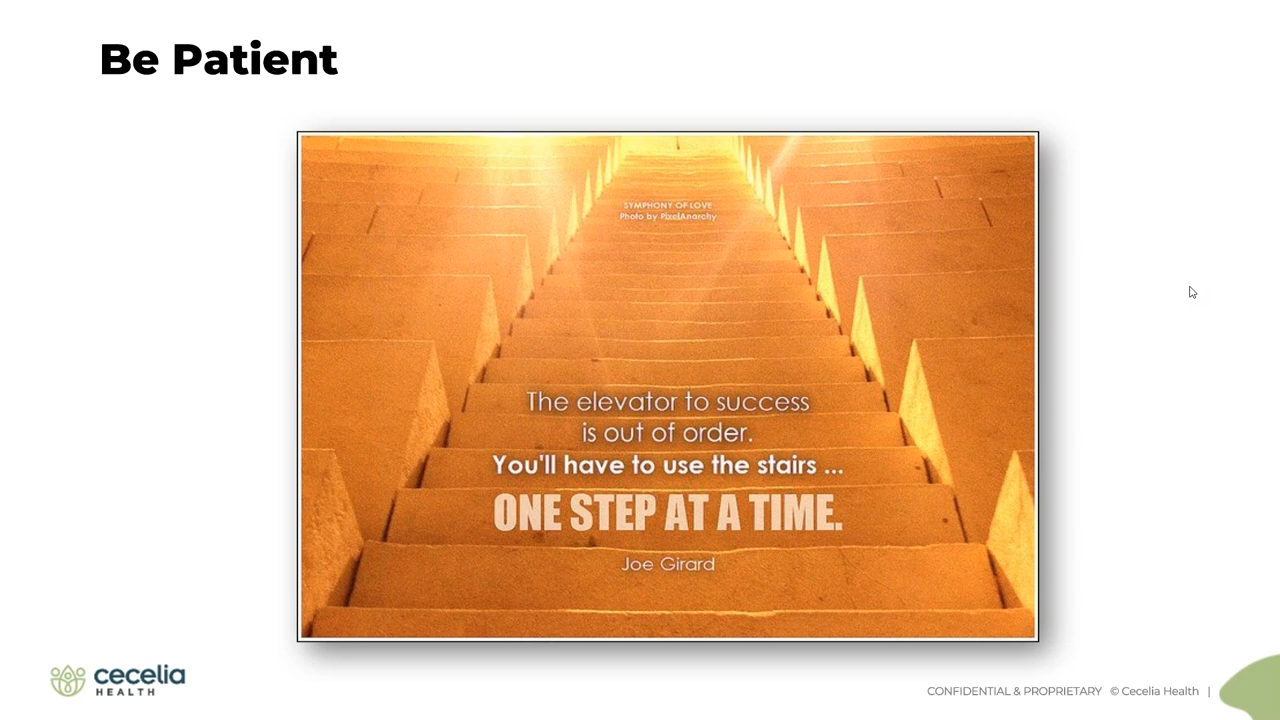 Be Patient
SYMPHONY OF LOVE
Photo by PixelAnarchy
The elevator to success
is out of order.
You'll have to use the stairs ...
ONE STEP AT A TIME.
Joe Girard
cecelia
HEALTH
CONFIDENTIAL & PROPRIETARY © Cecelia Health |